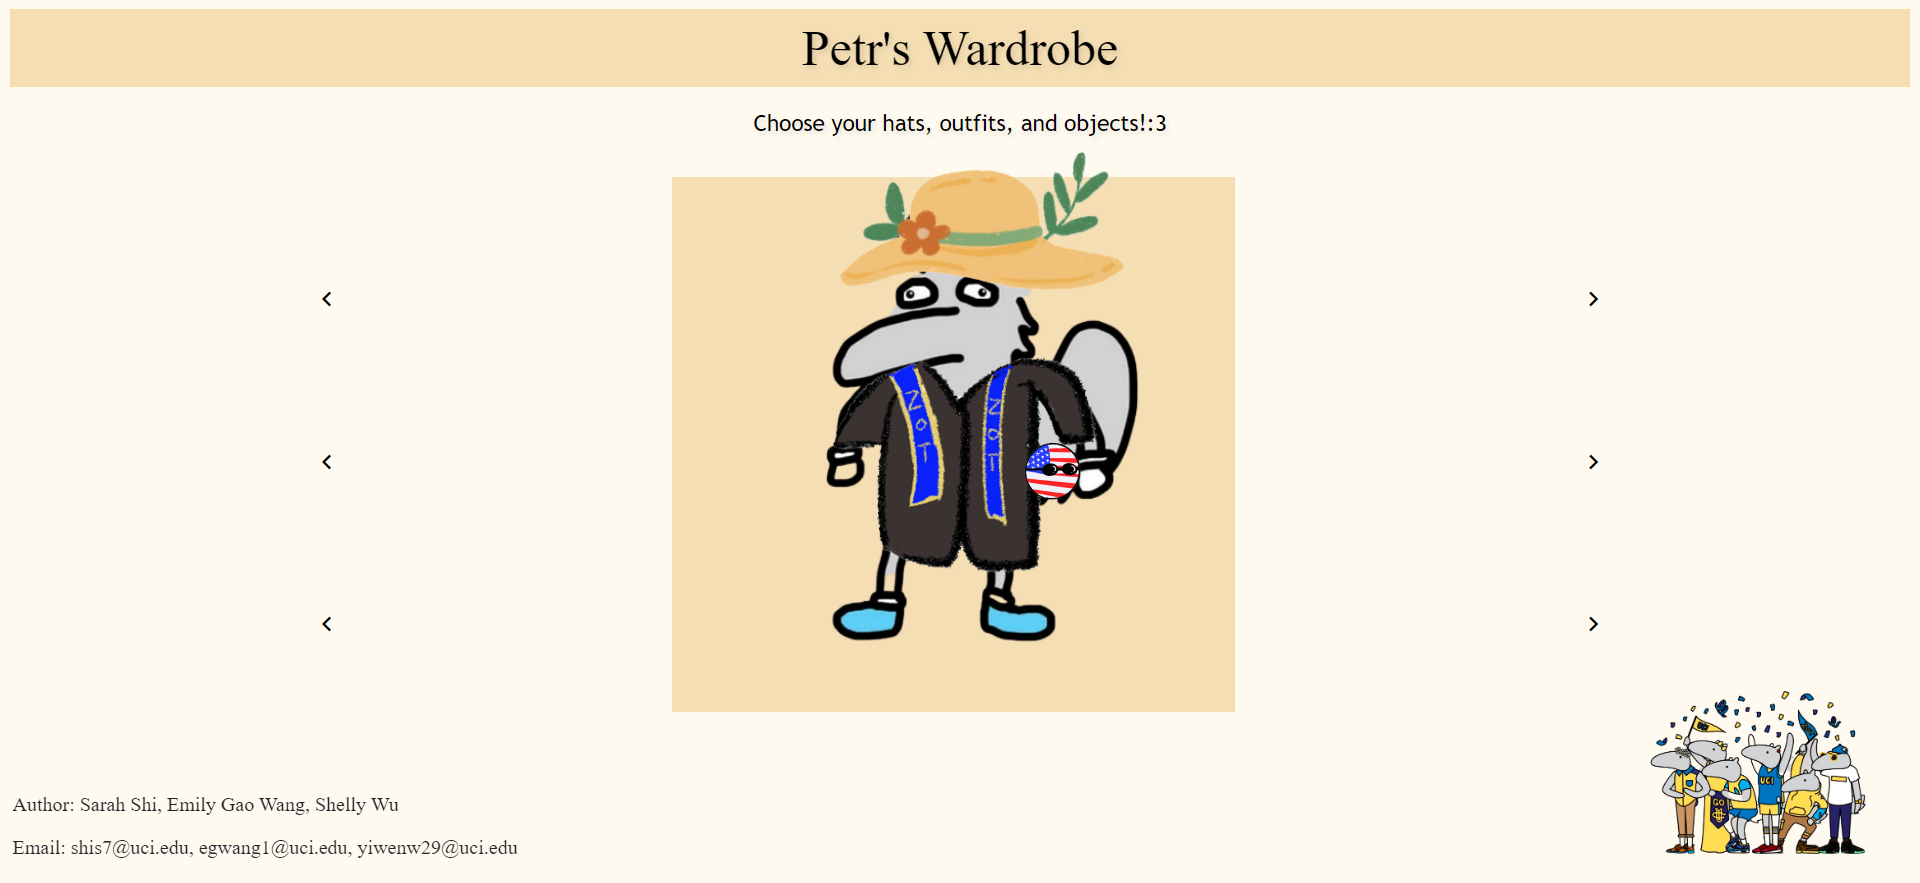 Petr's Wardrobe
Choose your hats, outfits, and objects!:3
ZOT
ZOT
UCI
UCI
GO
Author: Sarah Shi, Emily Gao Wang, Shelly Wu
Email: shis7@uci.edu, egwang1@uci.edu, yiwenw29@uci.edu